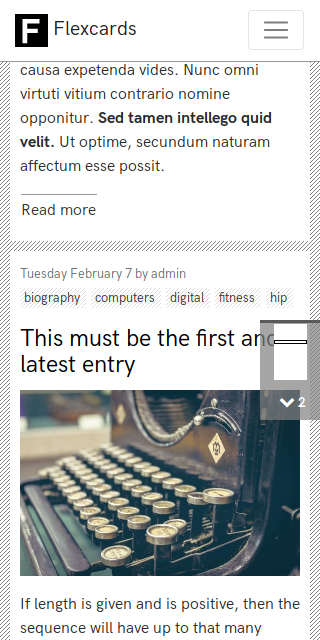 F Flexcards
causa expetenda vides. Nunc omni
virtuti vitium contrario nomine
opponitur. Sed tamen intellego quid
velit. Ut optime, secundum naturam
affectum esse possit.
Read more
Tuesday February 7 by admin
biography computers digital fitness hip
This must be the first and
latest entry
2
If length is given and is positive, then the
sequence will have up to that many